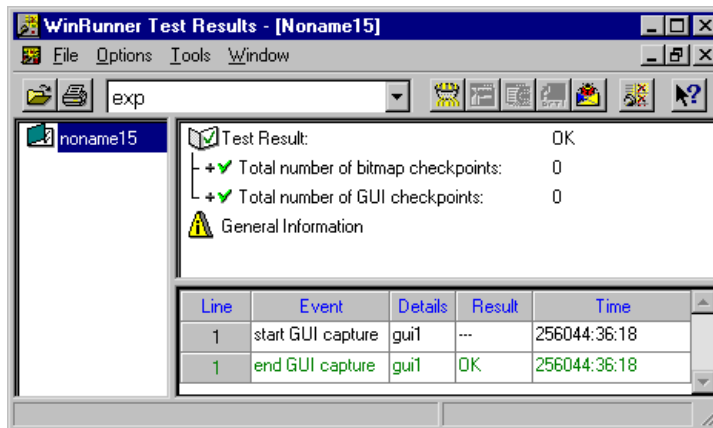 WinRunner Test Results - [Noname15]
File Options Tools Window
exp
noname15
Test Result: OK
Total number of bitmap checkpoints: 0
Total number of GUI checkpoints: 0
General Information
Line Event Details Result Time
1 start GUI capture gui1 --- 256044:36:18
1 end GUI capture gui1 OK 256044:36:18